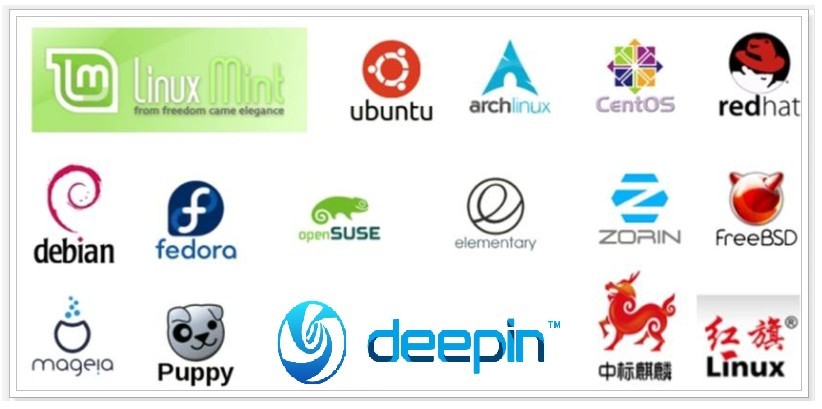 Linux Mint
from freedom came elegance
ubuntu
archlinux
CentOS
redhat
debian
fedora
openSUSE
elementary
ZORIN
FreeBSD
mageia
Puppy
deepin™
中标麒麟
红旗®
Linux